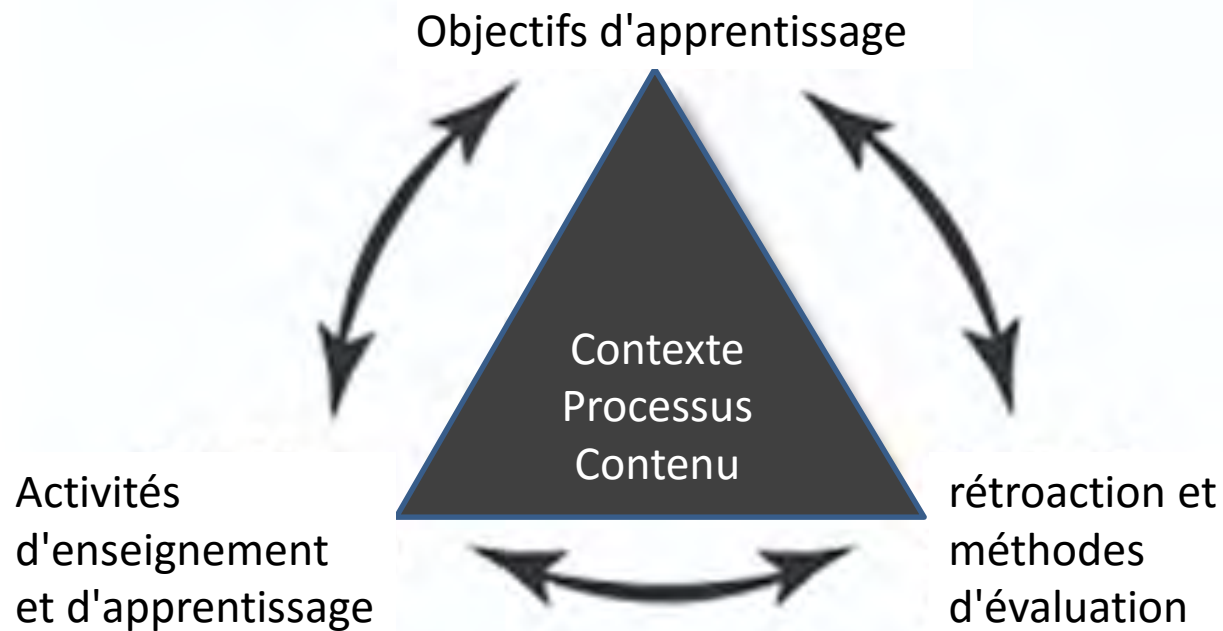 Objectifs d'apprentissage
Contexte
Processus
Contenu
Activités
d'enseignement
et d'apprentissage
rétroaction et
méthodes
d'évaluation